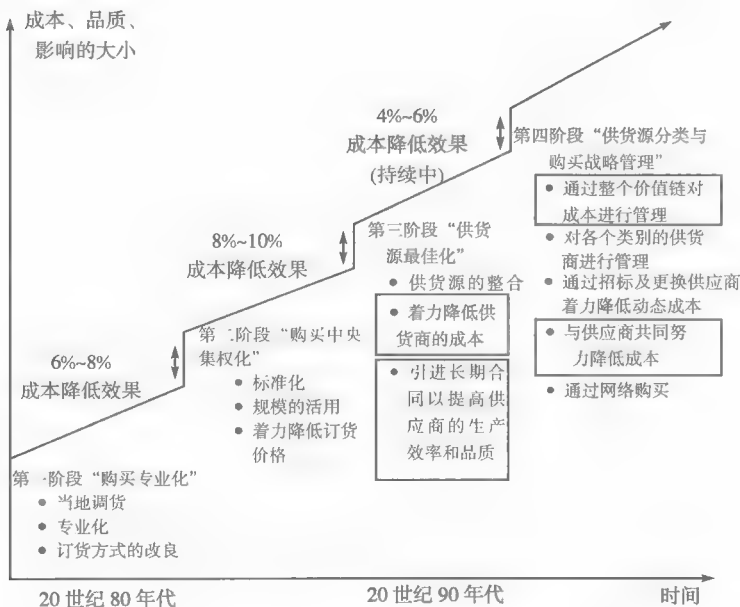 成本、品质、
影响的大小
4%~6%
成本降低效果
(持续中)
第四阶段“供货源分类与
购买战略管理”
● 通过整个价值链对
成本进行管理
● 对各个类别的供货
商进行管理
● 通过招标及更换供应商
着力降低动态成本
● 与供应商共同努
力降低成本
● 通过网络购买
8%~10%
成本降低效果
第三阶段“供货
源最佳化”
● 供货源的整合
● 着力降低供
货商的成本
● 引进长期合
同以提高供
应商的生产
效率和品质
6%~8%
成本降低效果
第二阶段“购买中央
集权化”
● 标准化
● 规模的活用
● 着力降低订货
价格
第一阶段“购买专业化”
● 当地调货
● 专业化
● 订货方式的改良
20 世纪 80 年代
20 世纪 90 年代
时间